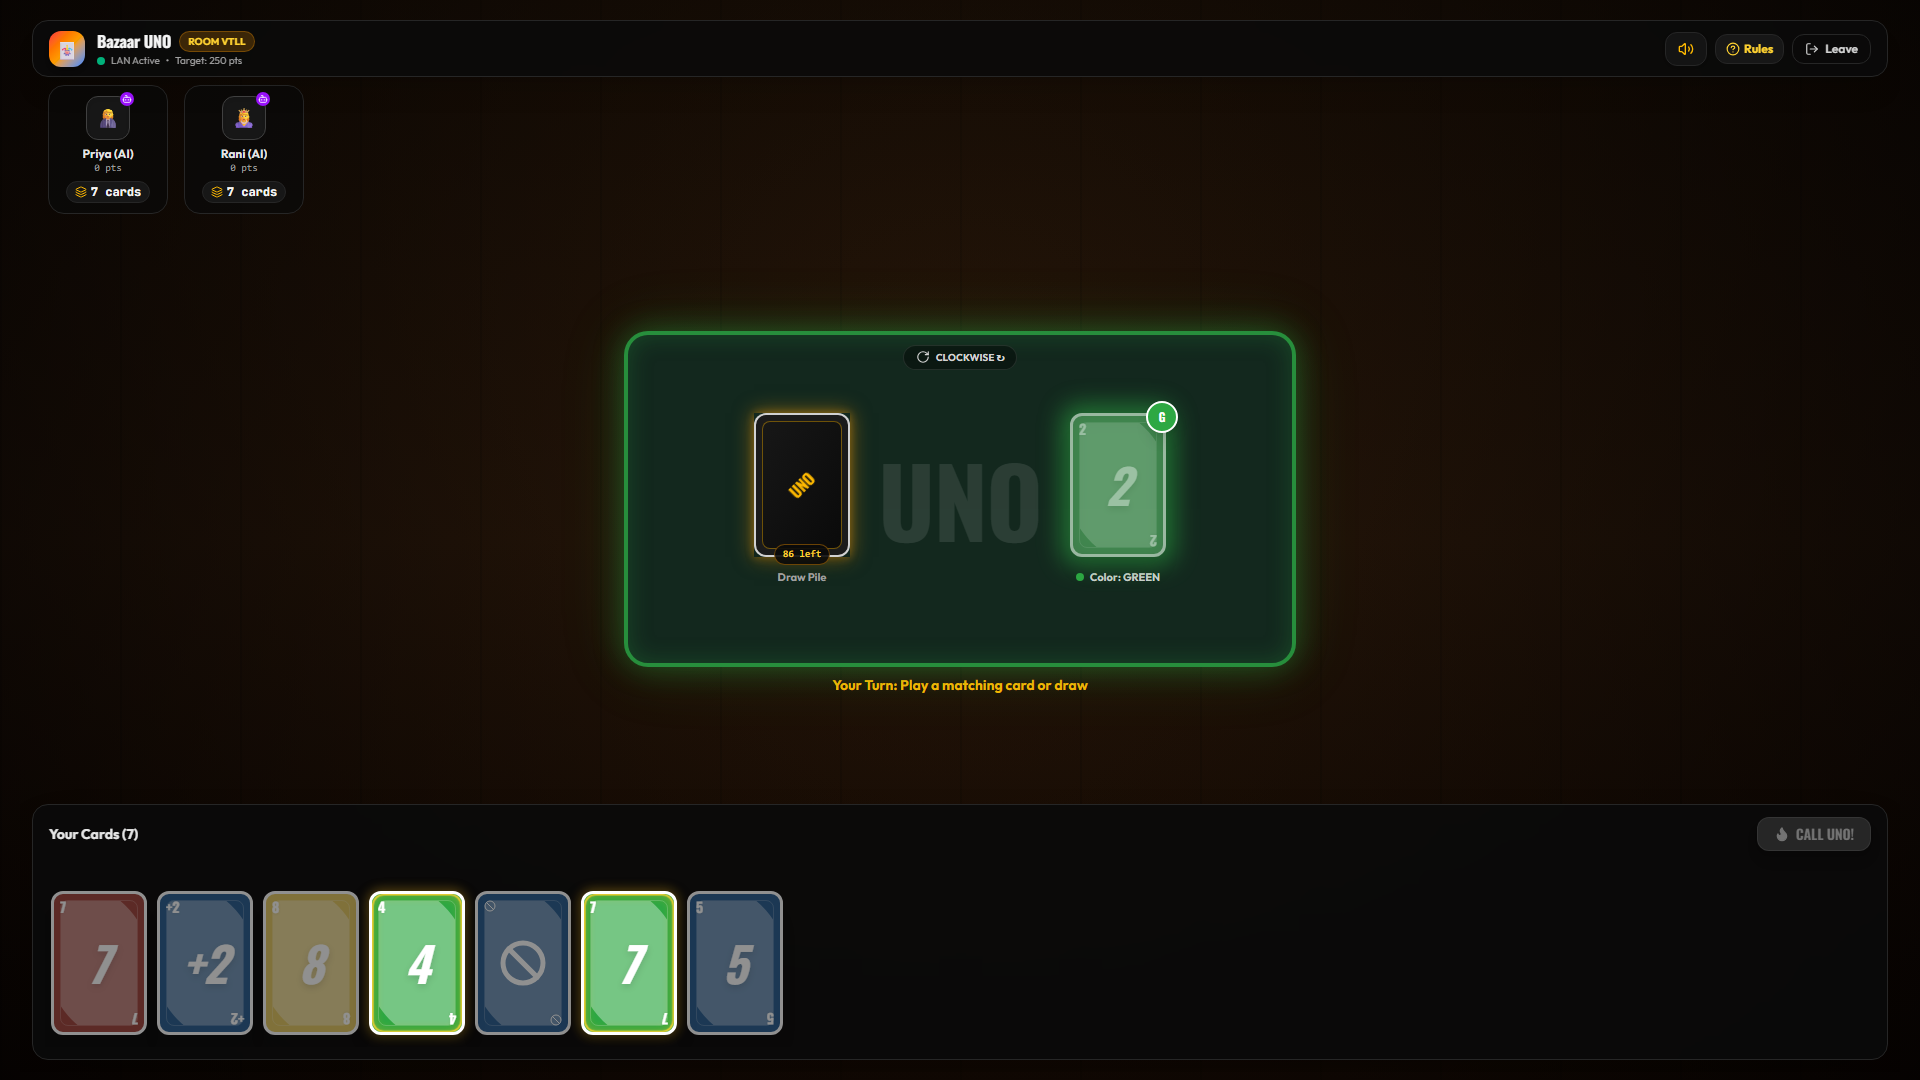 Bazaar UNO ROOM VTLL
LAN Active • Target: 250 pts
Rules
Leave
Priya (AI)
0 pts
7 cards
Rani (AI)
0 pts
7 cards
CLOCKWISE ↻
UNO
86 left
Draw Pile
UNO
G
2
2
2
Color: GREEN
Your Turn: Play a matching card or draw
Your Cards (7)
CALL UNO!
7
7
7
+2
+2
+2
8
8
8
4
4
4
7
7
7
5
5
5